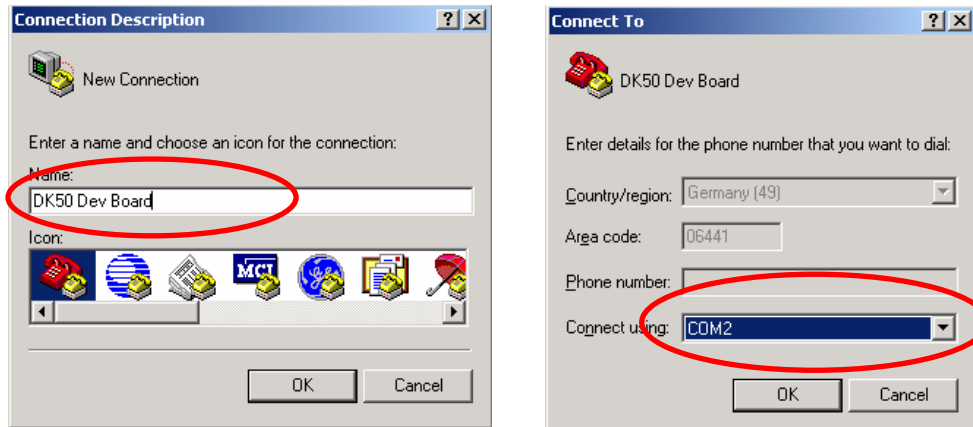 Connection Description
New Connection
Enter a name and choose an icon for the connection:
Name:
DK50 Dev Board
Icon:
MCI
OK Cancel
Connect To
DK50 Dev Board
Enter details for the phone number that you want to dial:
Country/region: Germany (49)
Area code: 06441
Phone number:
Connect using: COM2
OK Cancel